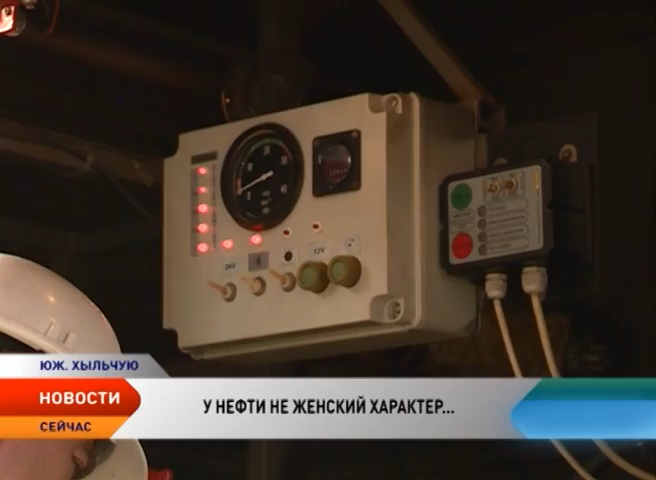 24V
12V
ЮЖ. ХЫЛЬЧУЮ
НОВОСТИ
СЕЙЧАС
У НЕФТИ НЕ ЖЕНСКИЙ ХАРАКТЕР...